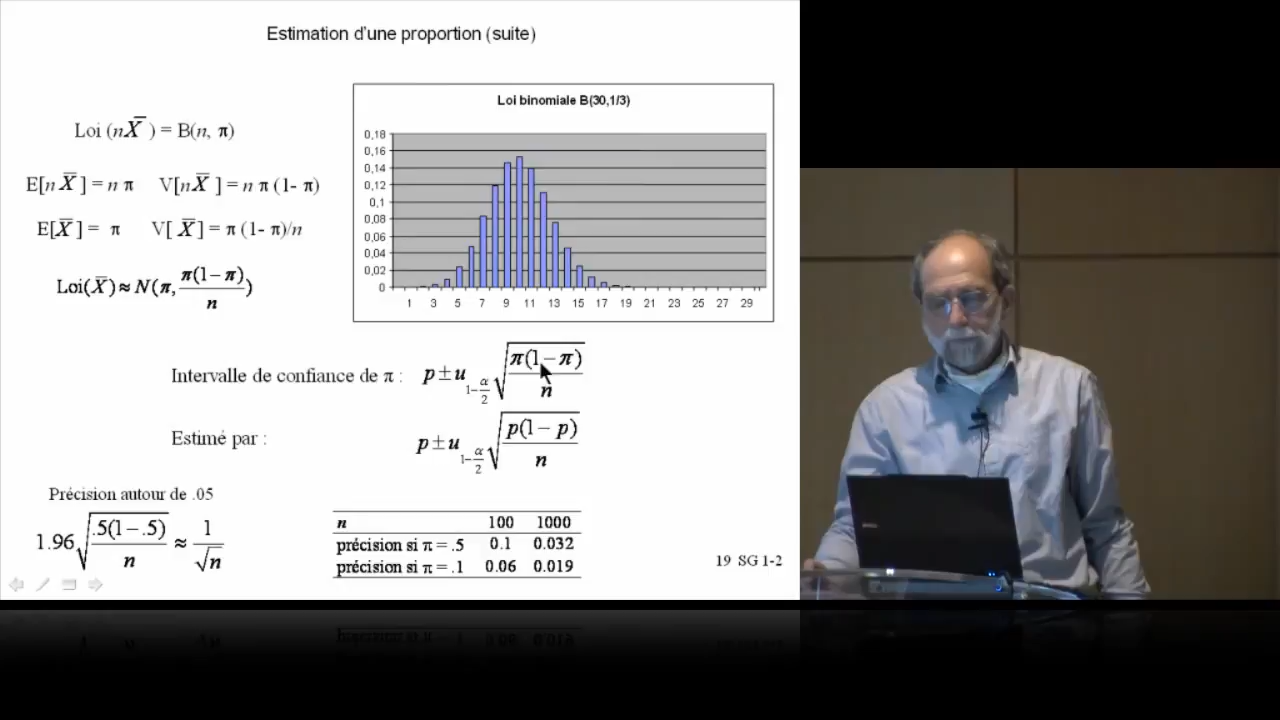 Estimation d'une proportion (suite)
Loi (nX̄ ) = B(n, π)
E[n X̄ ] = n π V[nX̄ ] = n π (1- π)
E[X̄ ] = π V[ X̄ ] = π (1- π)/n
Loi(X̄) ≈ N(π, π(1−π)/n)
Loi binomiale B(30,1/3)
0,18
0,16
0,14
0,12
0,1
0,08
0,06
0,04
0,02
0
1 3 5 7 9 11 13 15 17 19 21 23 25 27 29
Intervalle de confiance de π : p ± u 1−α/2 √(π(1−π)/n)
Estimé par : p ± u 1−α/2 √(p(1−p)/n)
Précision autour de .05
1.96 √(.5(1−.5)/n) ≈ 1/√n
n 100 1000
précision si π = .5 0.1 0.032
précision si π = .1 0.06 0.019
19 SG 1-2